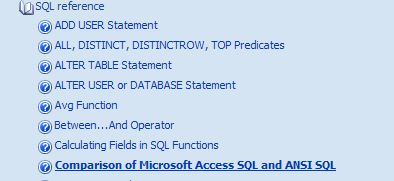 SQL reference
ADD USER Statement
ALL, DISTINCT, DISTINCTROW, TOP Predicates
ALTER TABLE Statement
ALTER USER or DATABASE Statement
Avg Function
Between...And Operator
Calculating Fields in SQL Functions
Comparison of Microsoft Access SQL and ANSI SQL